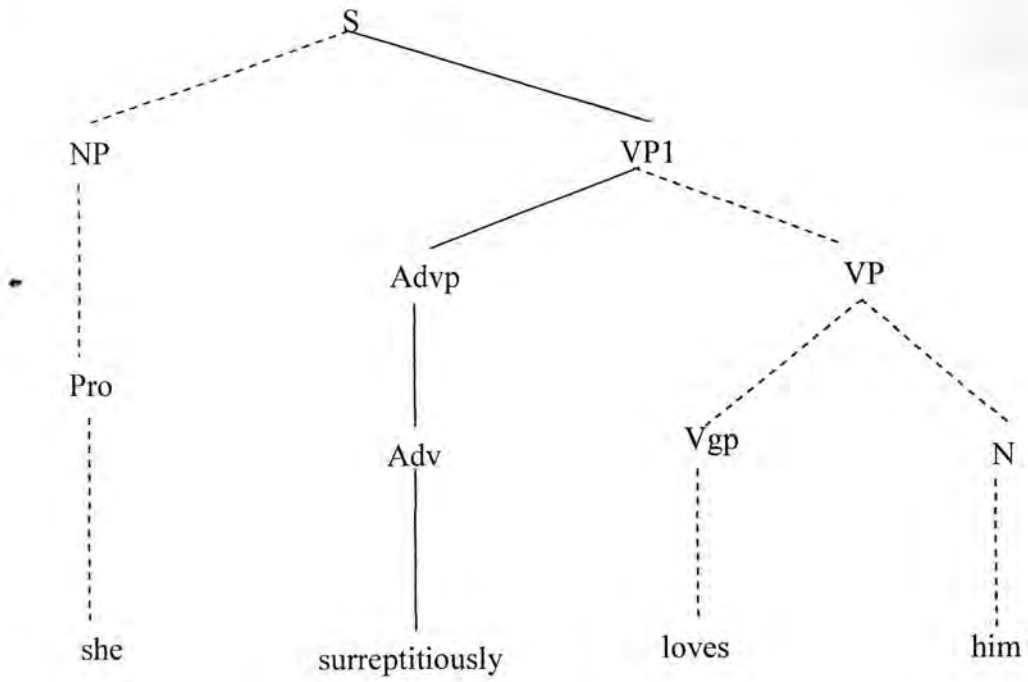 S
NP VP1
Advp VP
Pro
Vgp
Adv N
she surreptitiously loves him